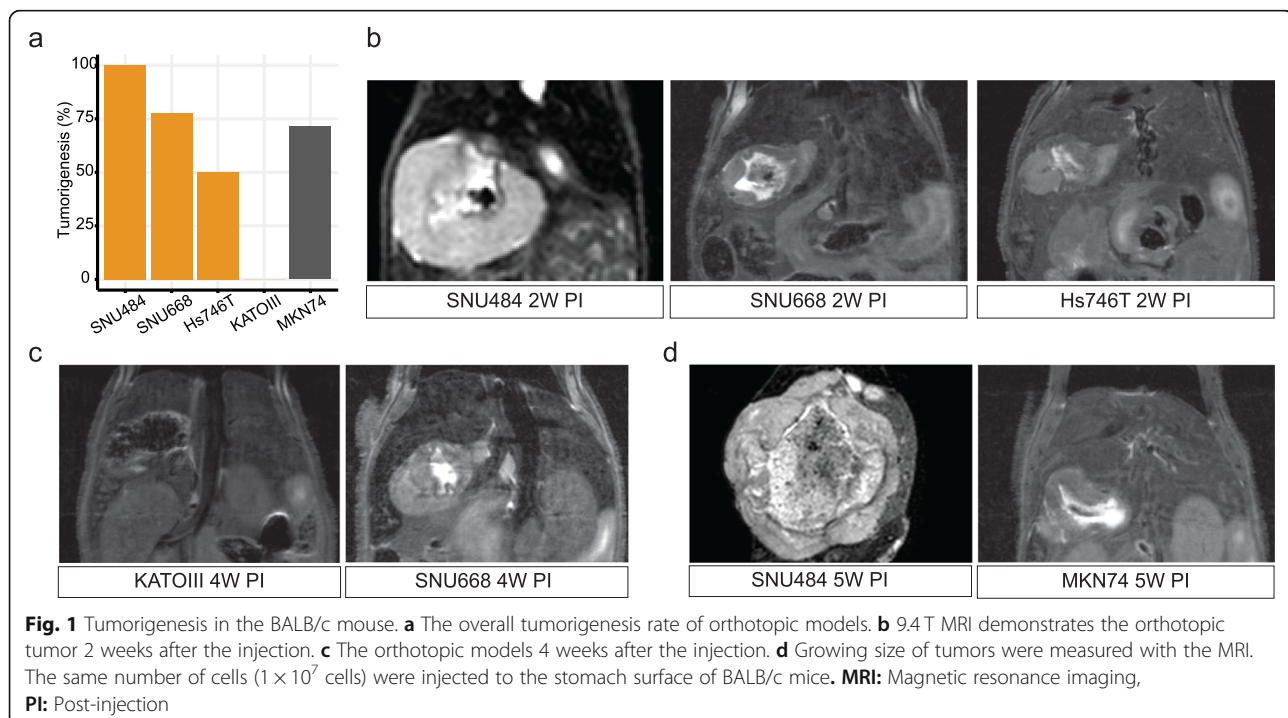 a
b
100
75
50
25
0
Tumorigenesis (%)
SNU484
SNU668
Hs746T
KATOIII
MKN74
SNU484 2W PI
SNU668 2W PI
Hs746T 2W PI
c
d
KATOIII 4W PI
SNU668 4W PI
SNU484 5W PI
MKN74 5W PI
Fig. 1 Tumorigenesis in the BALB/c mouse. a The overall tumorigenesis rate of orthotopic models. b 9.4 T MRI demonstrates the orthotopic
tumor 2 weeks after the injection. c The orthotopic models 4 weeks after the injection. d Growing size of tumors were measured with the MRI.
The same number of cells (1 × 10⁷ cells) were injected to the stomach surface of BALB/c mice. MRI: Magnetic resonance imaging,
PI: Post-injection